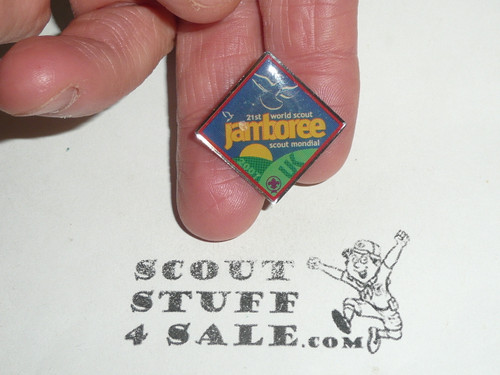 21st world scout
jamboree
scout mondial
2007
SCOUT
STUFF
4 SALE.COM